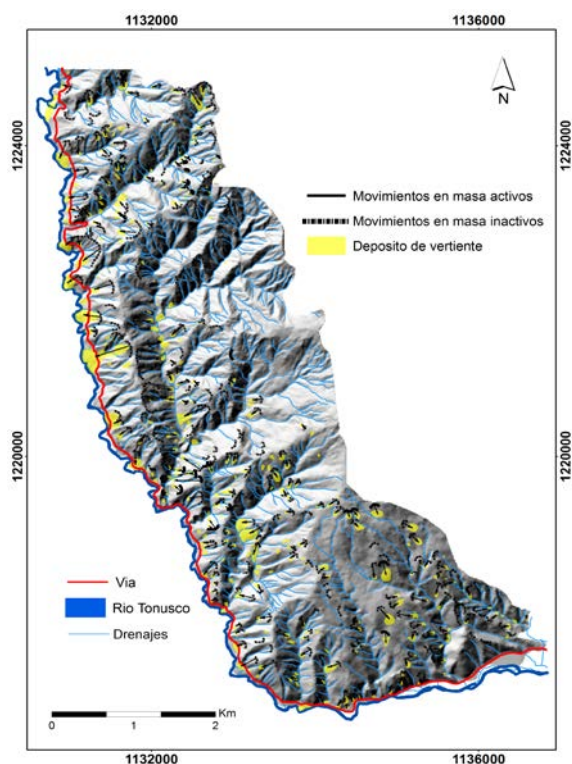 1132000 1136000
N
1224000 1224000
Movimientos en masa activos
Movimientos en masa inactivos
Deposito de vertiente
1220000 1220000
Via
Rio Tonusco
Drenajes
Km
0 1 2
1132000 1136000